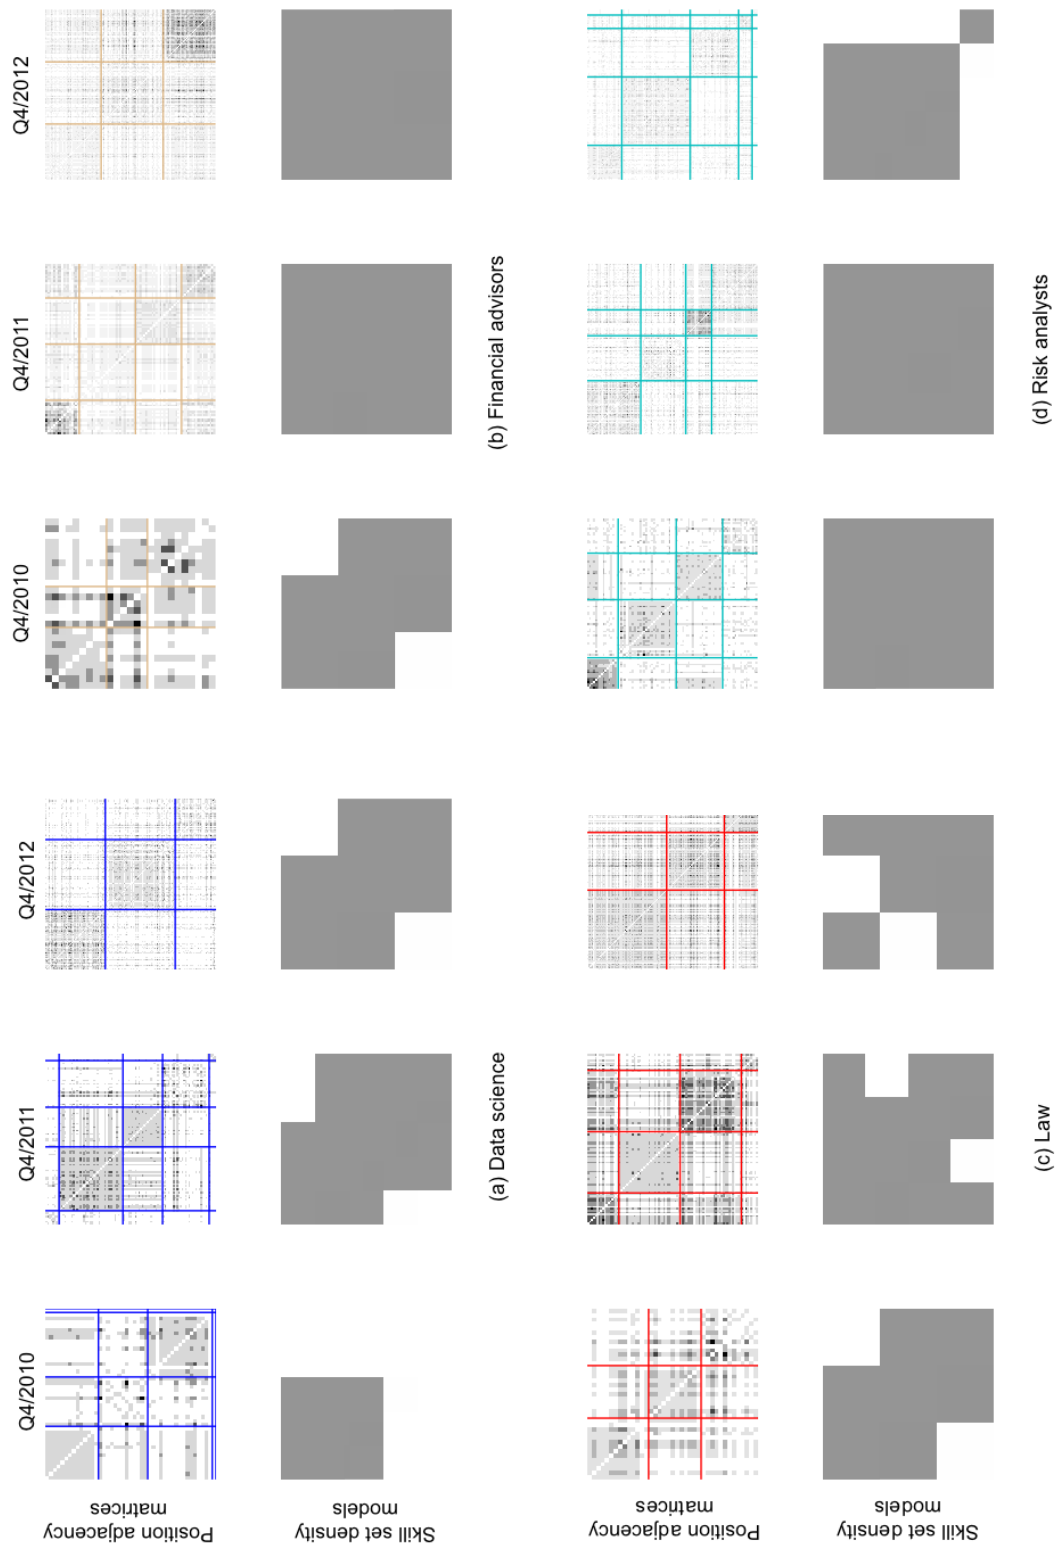 Q4/2010
Q4/2011
Q4/2012
Q4/2010
Q4/2011
Q4/2012
Position adjacency
matrices
Skill set density
models
(a) Data science
(b) Financial advisors
Position adjacency
matrices
Skill set density
models
(c) Law
(d) Risk analysts